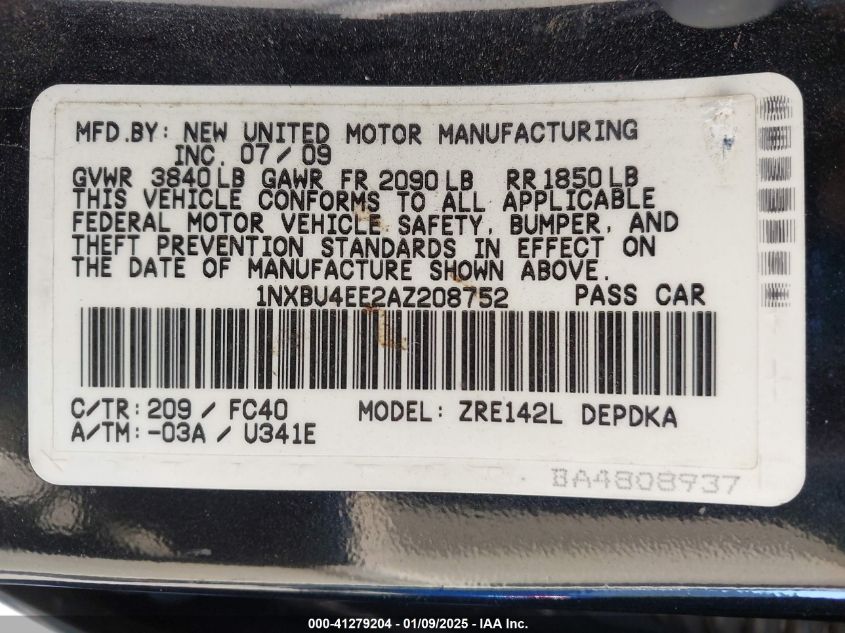 MFD.BY: NEW UNITED MOTOR MANUFACTURING
INC. 07/09
GVWR 3840LB GAWR FR 2090LB RR1850LB
THIS VEHICLE CONFORMS TO ALL APPLICABLE
FEDERAL MOTOR VEHICLE SAFETY, BUMPER, AND
THEFT PREVENTION STANDARDS IN EFFECT ON
THE DATE OF MANUFACTURE SHOWN ABOVE.
1NXBU4EE2AZ208752 PASS CAR
C/TR: 209 / FC40 MODEL: ZRE142L DEPDKA
A/TM: -03A / U341E
BA4808937
000-41279204 - 01/09/2025 - IAA Inc.